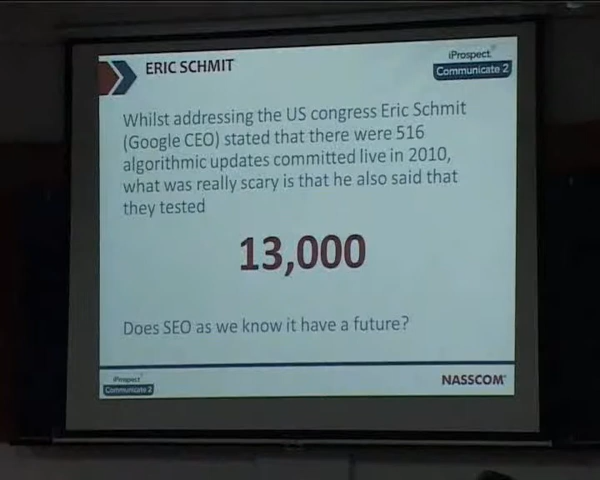 ERIC SCHMIT
iProspect
Communicate 2
Whilst addressing the US congress Eric Schmit
(Google CEO) stated that there were 516
algorithmic updates committed live in 2010,
what was really scary is that he also said that
they tested
13,000
Does SEO as we know it have a future?
iProspect
Communicate 2
NASSCOM®